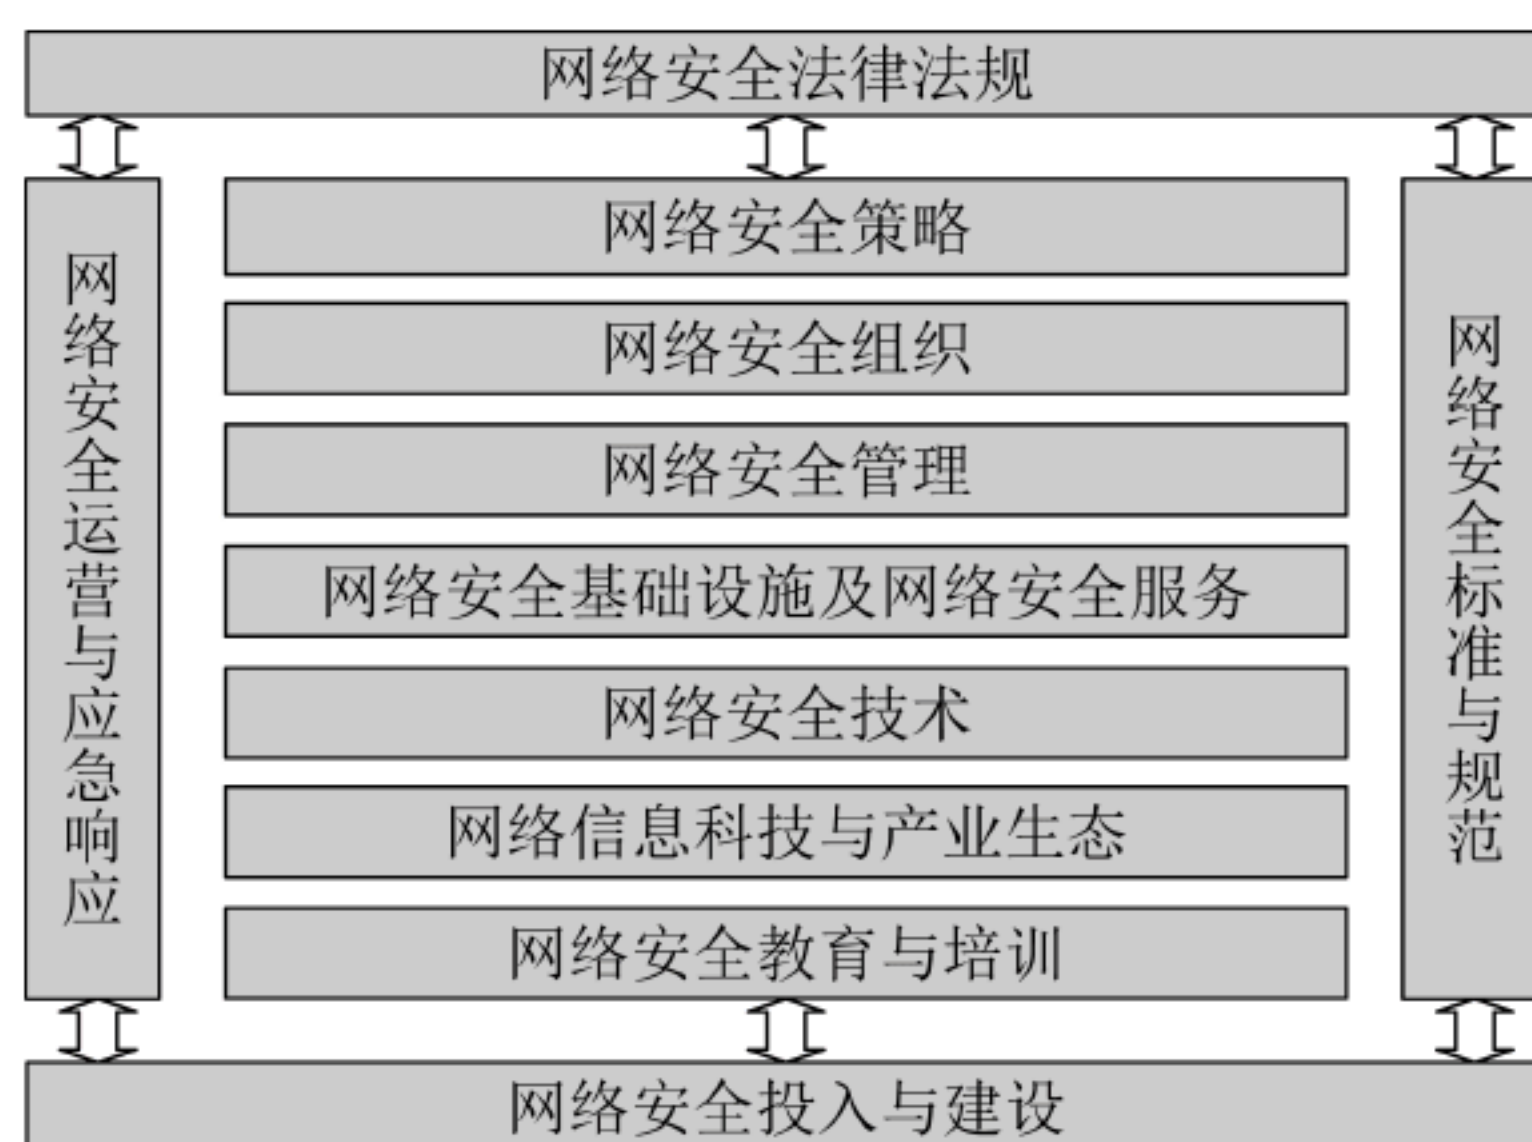 网络安全法律法规
网络安全运营与应急响应
网络安全策略
网络安全组织
网络安全管理
网络安全基础设施及网络安全服务
网络安全技术
网络信息科技与产业生态
网络安全教育与培训
网络安全标准与规范
网络安全投入与建设